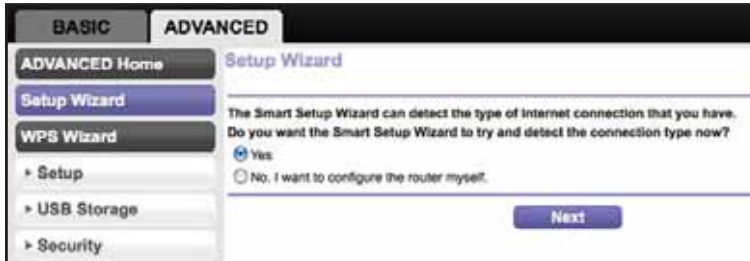 BASIC
ADVANCED
ADVANCED Home
Setup Wizard
WPS Wizard
Setup
USB Storage
Security
Setup Wizard
The Smart Setup Wizard can detect the type of Internet connection that you have.
Do you want the Smart Setup Wizard to try and detect the connection type now?
Yes
No. I want to configure the router myself.
Next